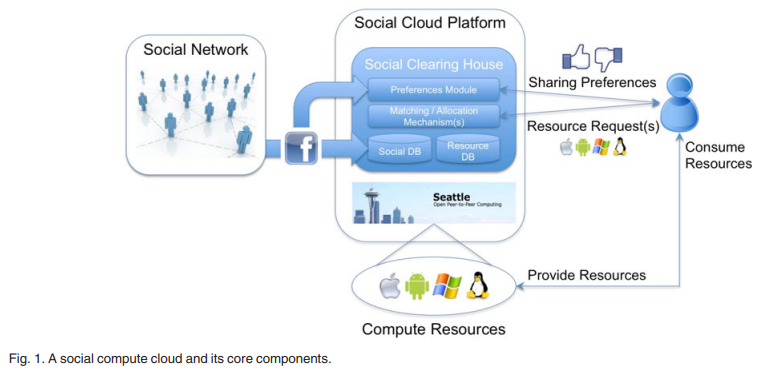 Social Network
Social Cloud Platform
Social Clearing House
Preferences Module
Matching / Allocation
Mechanism(s)
Social DB
Resource
DB
f
Seattle
Open Peer-to-Peer Computing
Sharing Preferences
Resource Request(s)
Consume
Resources
Provide Resources
Compute Resources
Fig. 1. A social compute cloud and its core components.